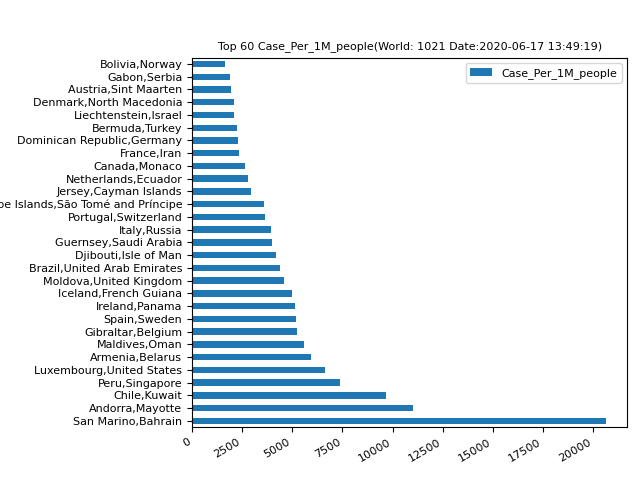 Top 60 Case_Per_1M_people(World: 1021 Date:2020-06-17 13:49:19)
Case_Per_1M_people
Bolivia,Norway
Gabon,Serbia
Austria,Sint Maarten
Denmark,North Macedonia
Liechtenstein,Israel
Bermuda,Turkey
Dominican Republic,Germany
France,Iran
Canada,Monaco
Netherlands,Ecuador
Jersey,Cayman Islands
oe Islands,São Tomé and Príncipe
Portugal,Switzerland
Italy,Russia
Guernsey,Saudi Arabia
Djibouti,Isle of Man
Brazil,United Arab Emirates
Moldova,United Kingdom
Iceland,French Guiana
Ireland,Panama
Spain,Sweden
Gibraltar,Belgium
Maldives,Oman
Armenia,Belarus
Luxembourg,United States
Peru,Singapore
Chile,Kuwait
Andorra,Mayotte
San Marino,Bahrain
0 2500 5000 7500 10000 12500 15000 17500 20000